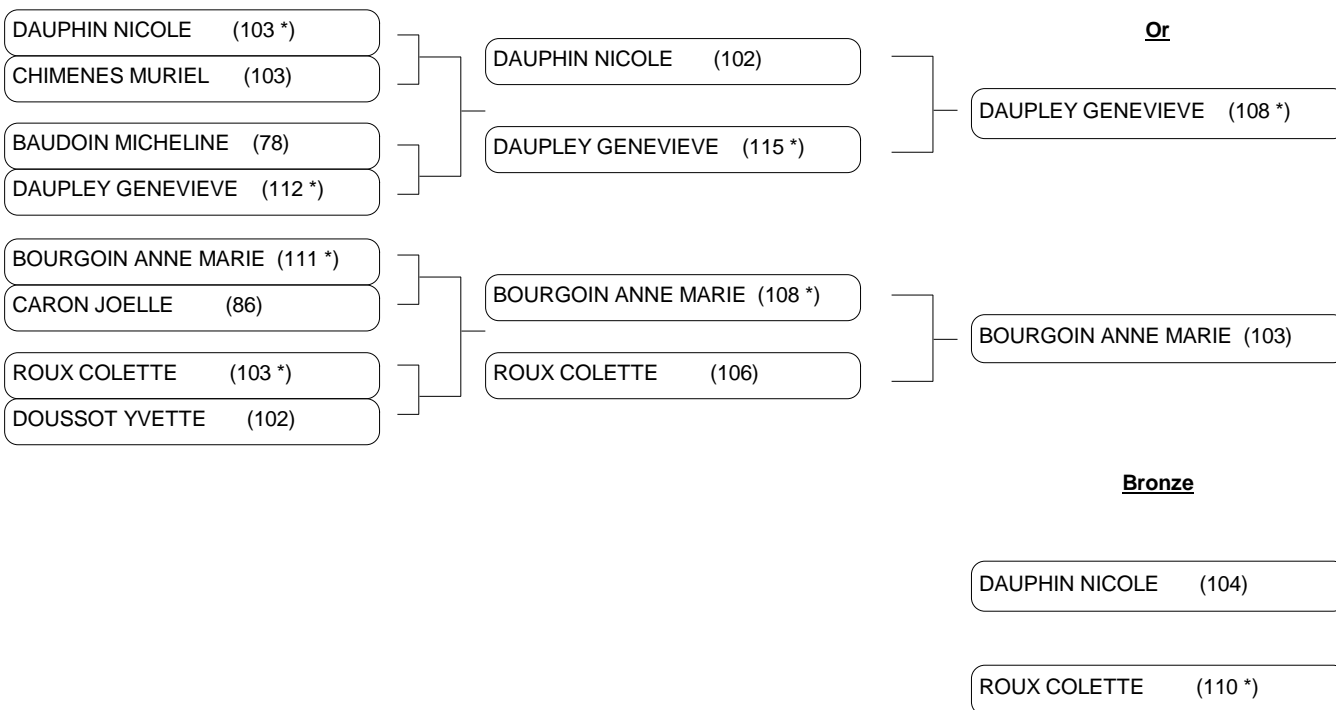 DAUPHIN NICOLE (103 *)
CHIMENES MURIEL (103)
BAUDOIN MICHELINE (78)
DAUPLEY GENEVIEVE (112 *)
BOURGOIN ANNE MARIE (111 *)
CARON JOELLE (86)
ROUX COLETTE (103 *)
DOUSSOT YVETTE (102)
DAUPHIN NICOLE (102)
DAUPLEY GENEVIEVE (115 *)
BOURGOIN ANNE MARIE (108 *)
ROUX COLETTE (106)
Or
DAUPLEY GENEVIEVE (108 *)
BOURGOIN ANNE MARIE (103)
Bronze
DAUPHIN NICOLE (104)
ROUX COLETTE (110 *)